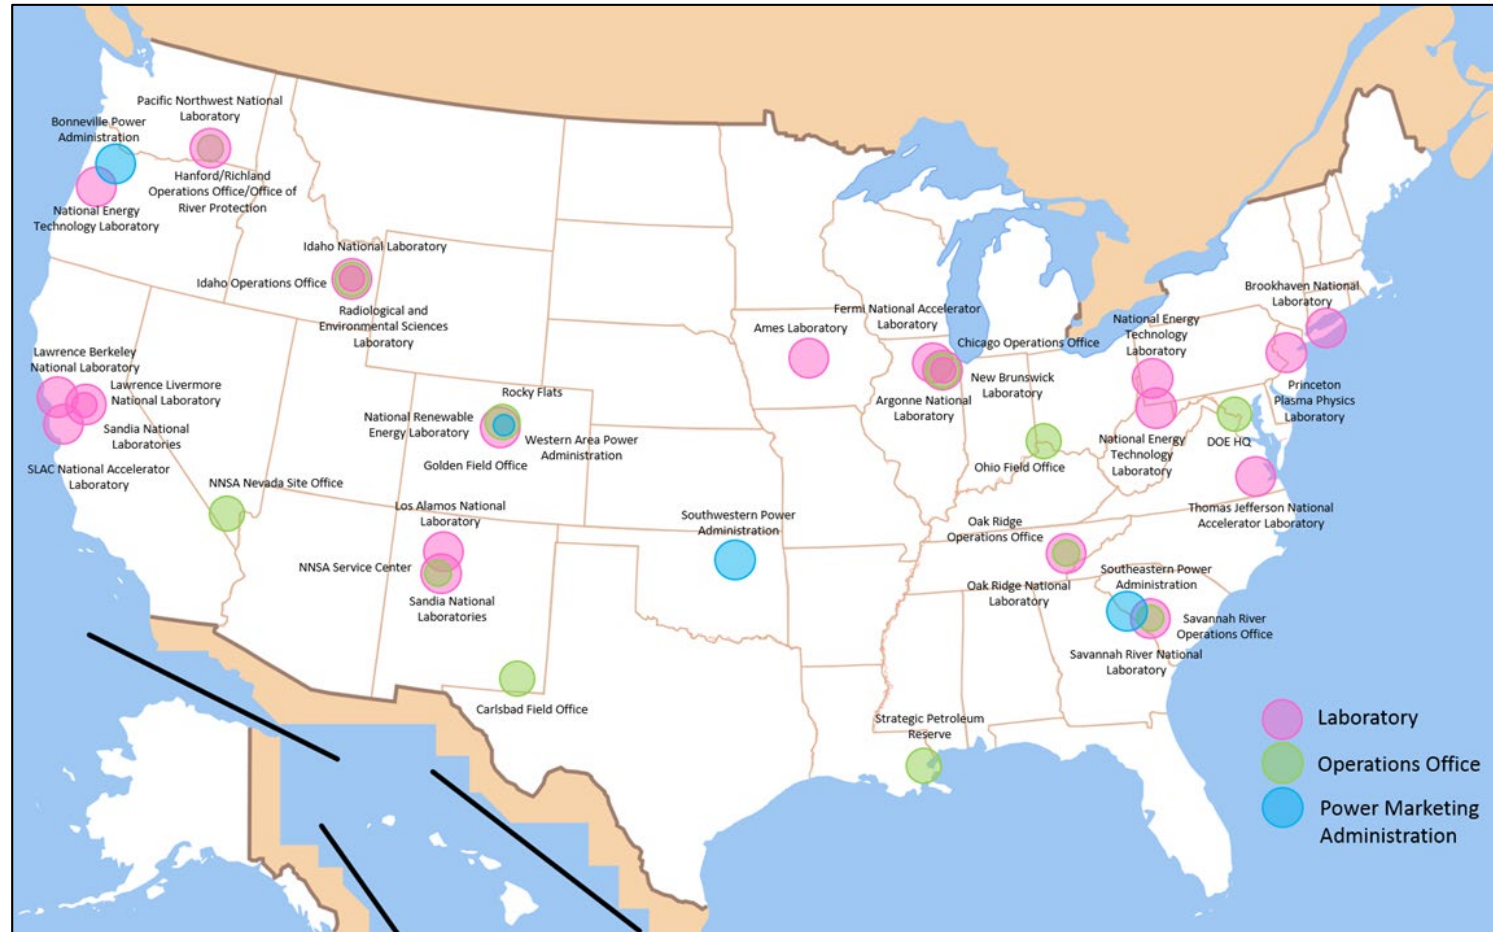 Pacific Northwest National
Laboratory
Bonneville Power
Administration
Hanford/Richland
Operations Office/Office of
River Protection
National Energy
Technology Laboratory
Idaho National Laboratory
Idaho Operations Office
Radiological and
Environmental Sciences
Laboratory
Lawrence Berkeley
National Laboratory
Lawrence Livermore
National Laboratory
Sandia National
Laboratories
SLAC National Accelerator
Laboratory
NNSA Nevada Site Office
Rocky Flats
National Renewable
Energy Laboratory
Western Area Power
Administration
Golden Field Office
Los Alamos National
Laboratory
NNSA Service Center
Sandia National
Laboratories
Carlsbad Field Office
Southwestern Power
Administration
Ames Laboratory
Fermi National Accelerator
Laboratory
Chicago Operations Office
New Brunswick
Laboratory
Argonne National
Laboratory
Ohio Field Office
National Energy
Technology
Laboratory
National Energy
Technology
Laboratory
Brookhaven National
Laboratory
Princeton
Plasma Physics
Laboratory
DOE HQ
Thomas Jefferson National
Accelerator Laboratory
Oak Ridge
Operations Office
Oak Ridge National
Laboratory
Southeastern Power
Administration
Savannah River
Operations Office
Savannah River National
Laboratory
Strategic Petroleum
Reserve
Laboratory
Operations Office
Power Marketing
Administration